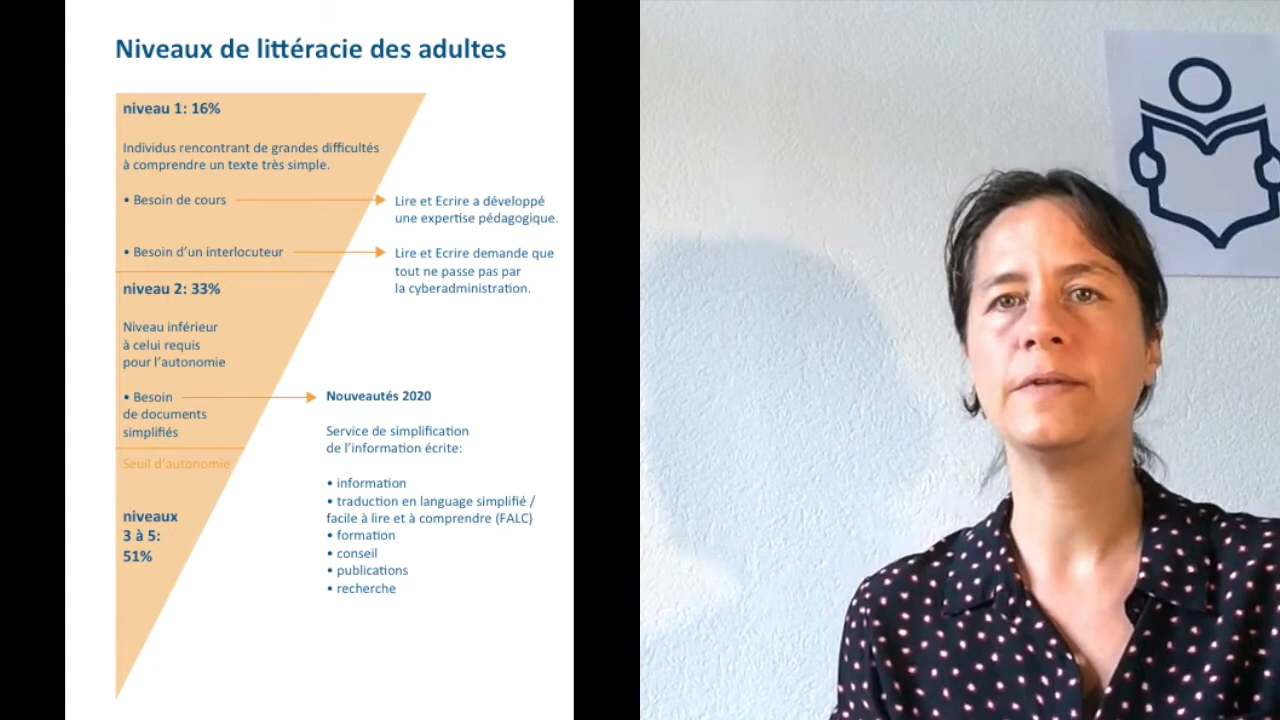 Niveaux de littéracie des adultes
niveau 1: 16%
Individus rencontrant de grandes difficultés
à comprendre un texte très simple.
• Besoin de cours
Lire et Ecrire a développé
une expertise pédagogique.
• Besoin d'un interlocuteur
Lire et Ecrire demande que
tout ne passe pas par
la cyberadministration.
niveau 2: 33%
Niveau inférieur
à celui requis
pour l'autonomie
• Besoin
de documents
simplifiés
Nouveautés 2020
Service de simplification
de l'information écrite:
• information
• traduction en language simplifié /
facile à lire et à comprendre (FALC)
• formation
• conseil
• publications
• recherche
Seuil d'autonomie
niveaux
3 à 5:
51%